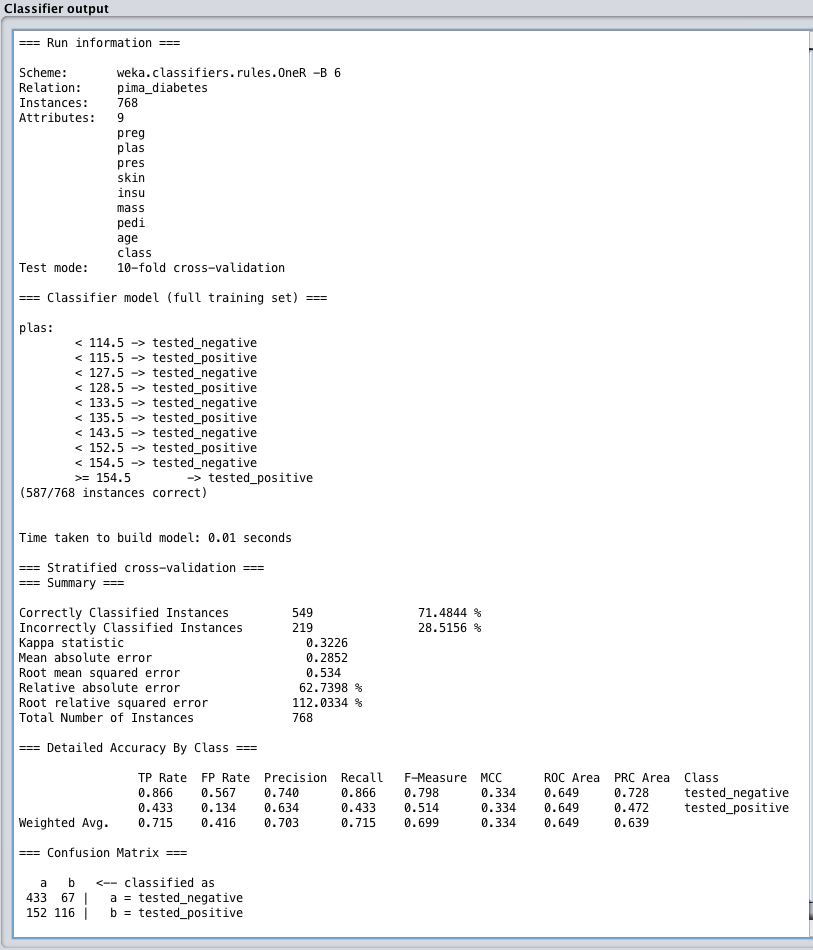 Classifier output
=== Run information ===
Scheme: weka.classifiers.rules.OneR -B 6
Relation: pima_diabetes
Instances: 768
Attributes: 9
preg
plas
pres
skin
insu
mass
pedi
age
class
Test mode: 10-fold cross-validation
=== Classifier model (full training set) ===
plas:
< 114.5 -> tested_negative
< 115.5 -> tested_positive
< 127.5 -> tested_negative
< 128.5 -> tested_positive
< 133.5 -> tested_negative
< 135.5 -> tested_positive
< 143.5 -> tested_negative
< 152.5 -> tested_positive
< 154.5 -> tested_negative
>= 154.5 -> tested_positive
(587/768 instances correct)
Time taken to build model: 0.01 seconds
=== Stratified cross-validation ===
=== Summary ===
Correctly Classified Instances 549 71.4844 %
Incorrectly Classified Instances 219 28.5156 %
Kappa statistic 0.3226
Mean absolute error 0.2852
Root mean squared error 0.534
Relative absolute error 62.7398 %
Root relative squared error 112.0334 %
Total Number of Instances 768
=== Detailed Accuracy By Class ===
TP Rate FP Rate Precision Recall F-Measure MCC ROC Area PRC Area Class
0.866 0.567 0.740 0.866 0.798 0.334 0.649 0.728 tested_negative
0.433 0.134 0.634 0.433 0.514 0.334 0.649 0.472 tested_positive
Weighted Avg. 0.715 0.416 0.703 0.715 0.699 0.334 0.649 0.639
=== Confusion Matrix ===
a b <-- classified as
433 67 | a = tested_negative
152 116 | b = tested_positive